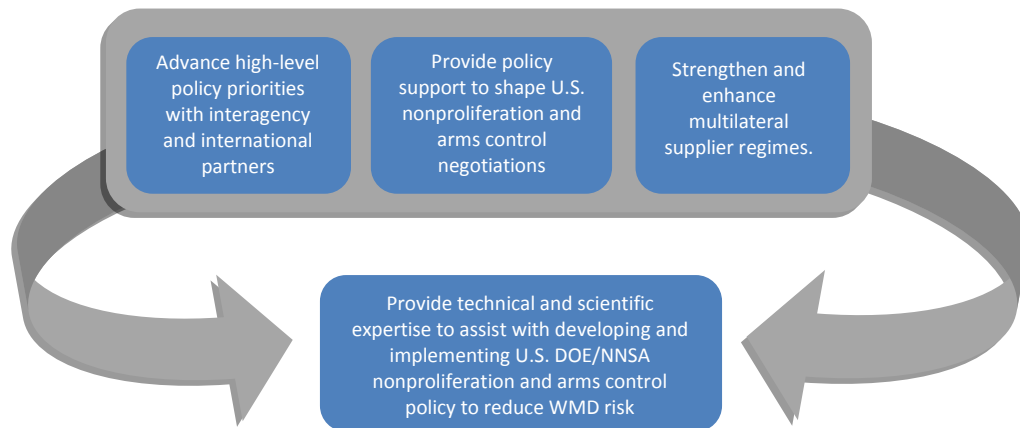 Advance high-level
policy priorities
with interagency
and international
partners
Provide policy
support to shape U.S.
nonproliferation and
arms control
negotiations
Strengthen and
enhance
multilateral
supplier regimes.
Provide technical and scientific
expertise to assist with developing and
implementing U.S. DOE/NNSA
nonproliferation and arms control
policy to reduce WMD risk